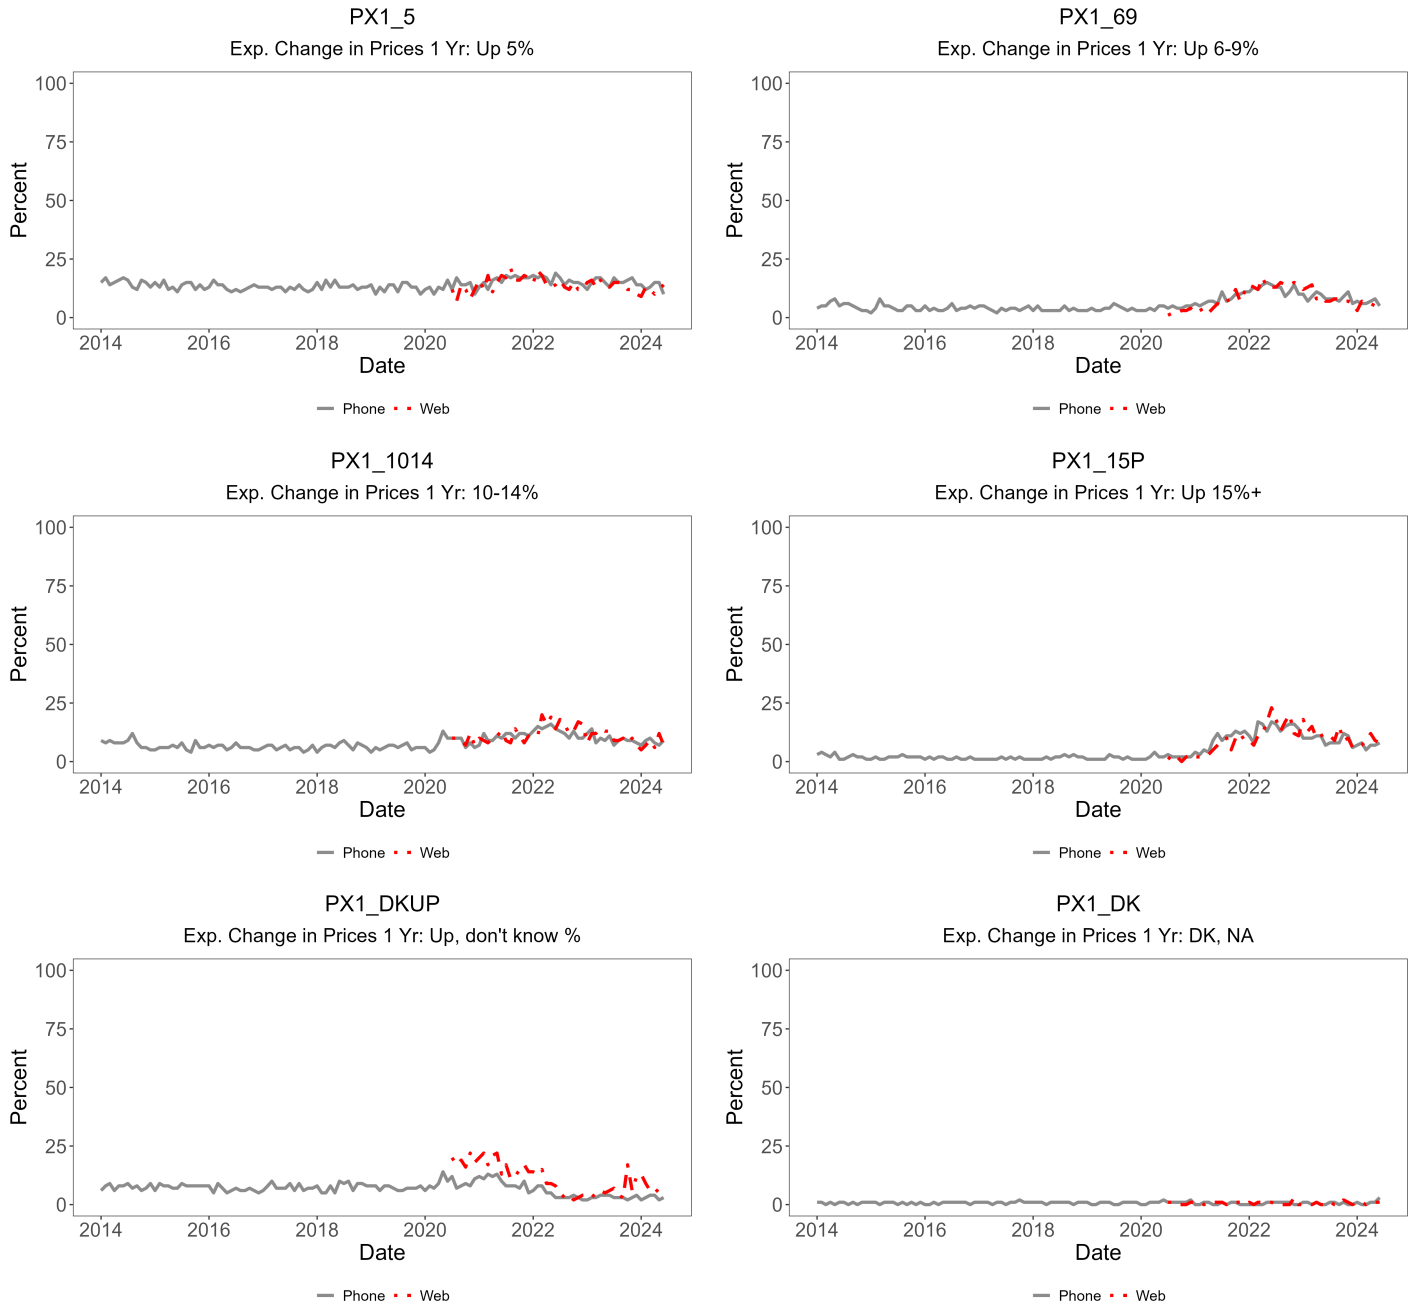 PX1_5
Exp. Change in Prices 1 Yr: Up 5%
100
75
50
25
0
Percent
2014 2016 2018 2020 2022 2024
Date
Phone Web
PX1_69
Exp. Change in Prices 1 Yr: Up 6-9%
100
75
50
25
0
Percent
2014 2016 2018 2020 2022 2024
Date
Phone Web
PX1_1014
Exp. Change in Prices 1 Yr: 10-14%
100
75
50
25
0
Percent
2014 2016 2018 2020 2022 2024
Date
Phone Web
PX1_15P
Exp. Change in Prices 1 Yr: Up 15%+
100
75
50
25
0
Percent
2014 2016 2018 2020 2022 2024
Date
Phone Web
PX1_DKUP
Exp. Change in Prices 1 Yr: Up, don't know %
100
75
50
25
0
Percent
2014 2016 2018 2020 2022 2024
Date
Phone Web
PX1_DK
Exp. Change in Prices 1 Yr: DK, NA
100
75
50
25
0
Percent
2014 2016 2018 2020 2022 2024
Date
Phone Web